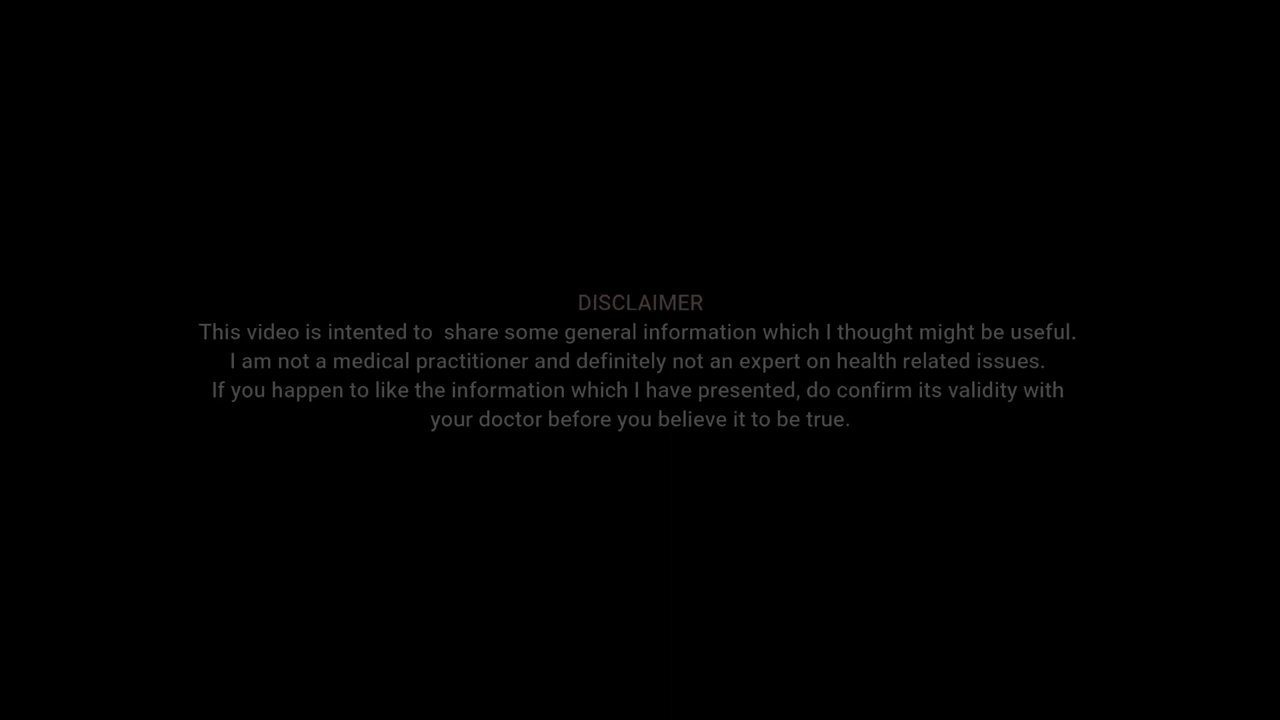 DISCLAIMER
This video is intented to  share some general information which I thought might be useful.
I am not a medical practitioner and definitely not an expert on health related issues.
If you happen to like the information which I have presented, do confirm its validity with
your doctor before you believe it to be true.